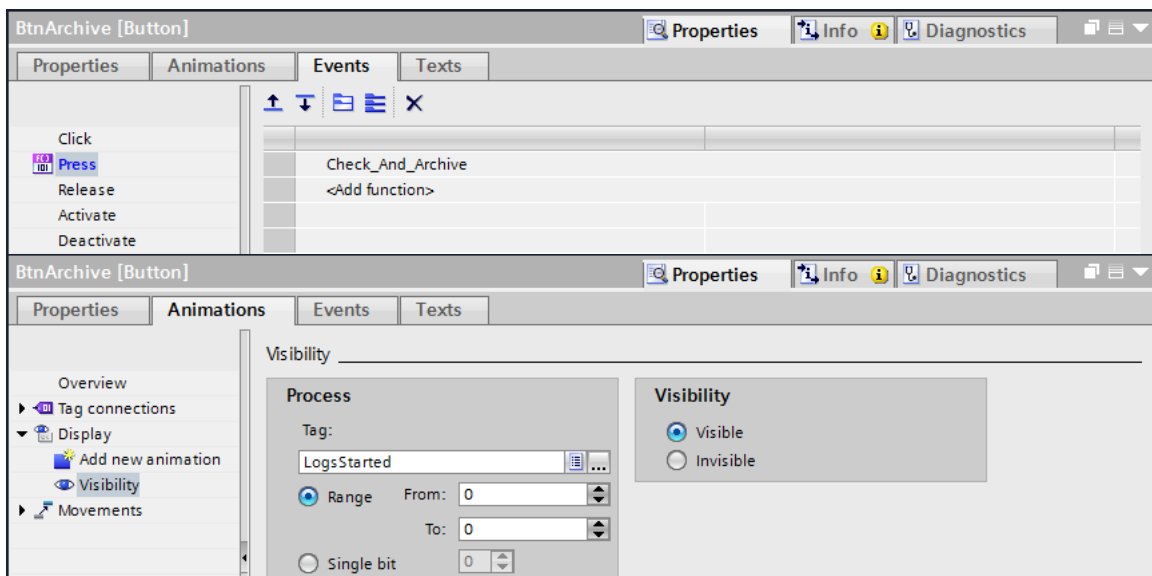 BtnArchive [Button]
Properties Info Diagnostics
Properties Animations Events Texts
Click
Press
Check_And_Archive
Release
<Add function>
Activate
Deactivate
BtnArchive [Button]
Properties Info Diagnostics
Properties Animations Events Texts
Visibility
Overview
Tag connections
Display
Add new animation
Visibility
Movements
Process
Tag:
LogsStarted
...
Range From: 0
To: 0
Single bit 0
Visibility
Visible
Invisible